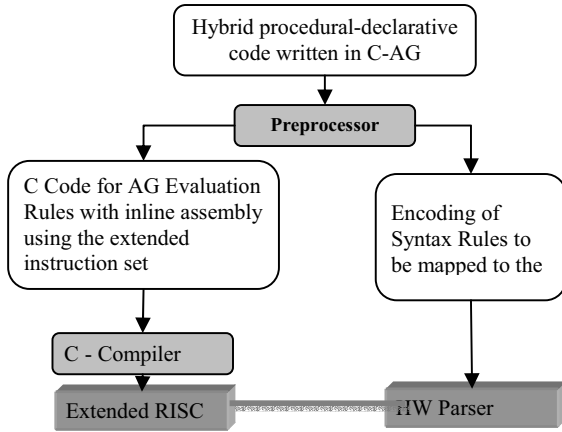 Hybrid procedural-declarative
code written in C-AG
Preprocessor
C Code for AG Evaluation
Rules with inline assembly
using the extended
instruction set
Encoding of
Syntax Rules to
be mapped to the
C - Compiler
Extended RISC
HW Parser